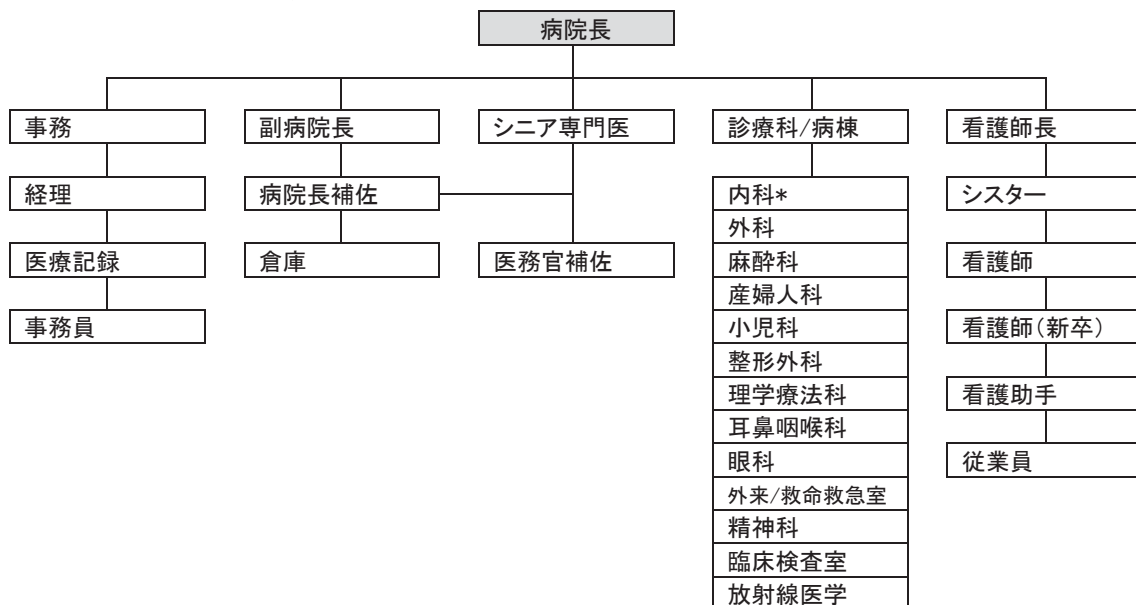 病院長
事務
副病院長
シニア専門医
診療科/病棟
看護師長
経理
病院長補佐
内科*
シスター
外科
医療記録
倉庫
医務官補佐
麻酔科
看護師
産婦人科
事務員
小児科
看護師(新卒)
整形外科
理学療法科
看護助手
耳鼻咽喉科
眼科
従業員
外来/救命救急室
精神科
臨床検査室
放射線医学